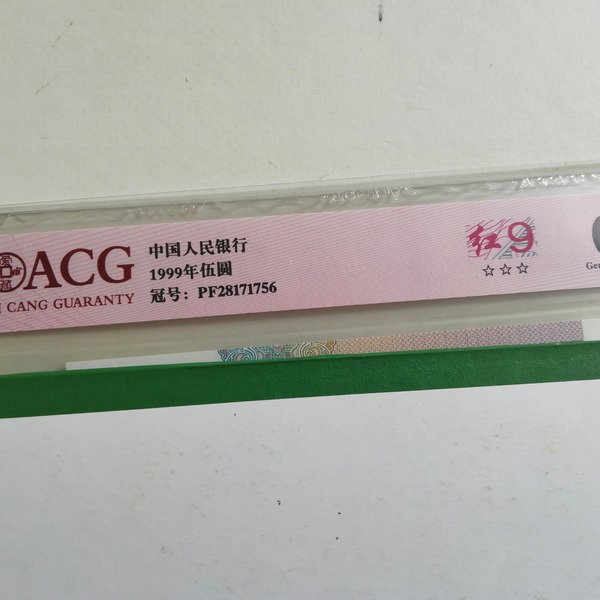 ACG
CANG GUARANTY
中国人民银行
1999年伍圆
冠号：PF28171756
红9
☆☆☆